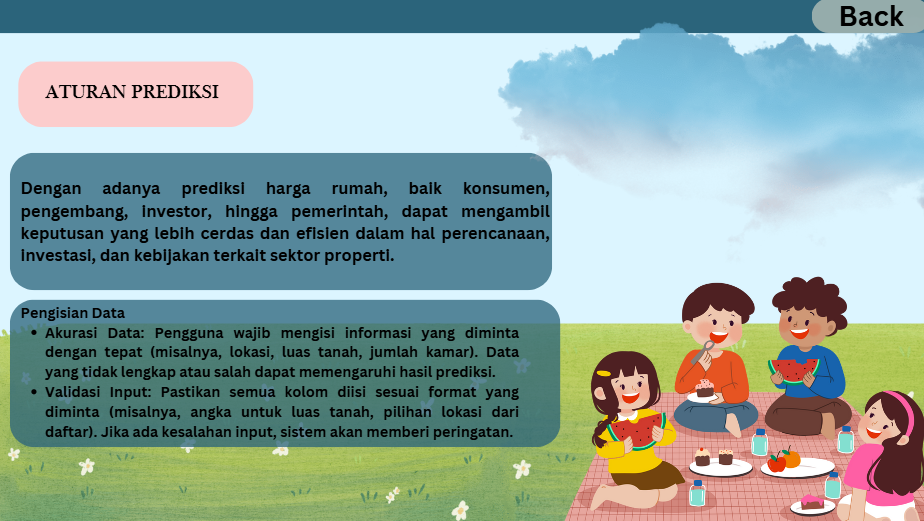 Back
ATURAN PREDIKSI
Dengan adanya prediksi harga rumah, baik konsumen,
pengembang, investor, hingga pemerintah, dapat mengambil
keputusan yang lebih cerdas dan efisien dalam hal perencanaan,
investasi, dan kebijakan terkait sektor properti.
Pengisian Data
• Akurasi Data: Pengguna wajib mengisi informasi yang diminta
dengan tepat (misalnya, lokasi, luas tanah, jumlah kamar). Data
yang tidak lengkap atau salah dapat memengaruhi hasil prediksi.
• Validasi Input: Pastikan semua kolom diisi sesuai format yang
diminta (misalnya, angka untuk luas tanah, pilihan lokasi dari
daftar). Jika ada kesalahan input, sistem akan memberi peringatan.